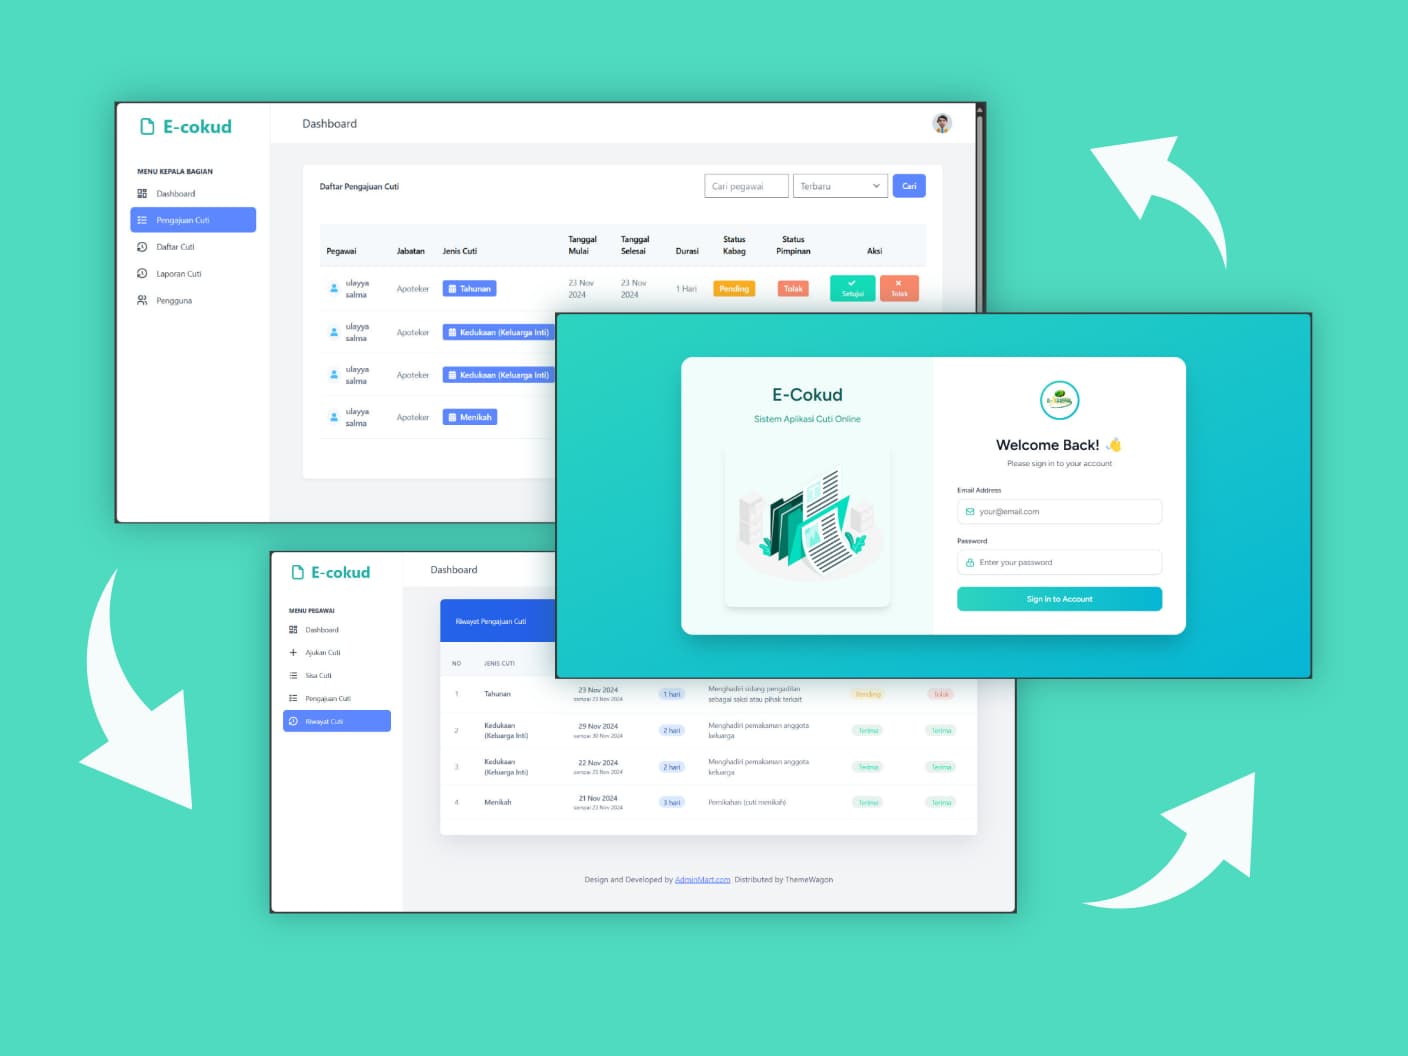 E-cokud
Dashboard
MENU KEPALA BAGIAN
Dashboard
Pengajuan Cuti
Daftar Cuti
Laporan Cuti
Pengguna
Daftar Pengajuan Cuti
Cari pegawai
Terbaru
Cari
Pegawai Jabatan Jenis Cuti Tanggal Mulai Tanggal Selesai Durasi Status Kabag Status Pimpinan Aksi
ulayya salma Apoteker Tahunan 23 Nov 2024 23 Nov 2024 1 Hari Pending Tolak Setujui Tolak
ulayya salma Apoteker Kedukaan (Keluarga Inti)
ulayya salma Apoteker Kedukaan (Keluarga Inti)
ulayya salma Apoteker Menikah
E-Cokud
Sistem Aplikasi Cuti Online
Welcome Back! 👋
Please sign in to your account
Email Address
your@email.com
Password
Enter your password
Sign in to Account
E-cokud
Dashboard
MENU PEGAWAI
Dashboard
Ajukan Cuti
Sisa Cuti
Pengajuan Cuti
Riwayat Cuti
Riwayat Pengajuan Cuti
NO JENIS CUTI
1 Tahunan 23 Nov 2024 sampai 23 Nov 2024 1 hari Menghadiri sidang pengadilan sebagai saksi atau pihak terkait Pending Tolak
2 Kedukaan (Keluarga Inti) 29 Nov 2024 sampai 30 Nov 2024 2 hari Menghadiri pemakaman anggota keluarga Terima Terima
3 Kedukaan (Keluarga Inti) 22 Nov 2024 sampai 23 Nov 2024 2 hari Menghadiri pemakaman anggota keluarga Terima Terima
4 Menikah 21 Nov 2024 sampai 23 Nov 2024 3 hari Pernikahan (cuti menikah) Terima Terima
Design and Developed by AdminMart.com Distributed by ThemeWagon